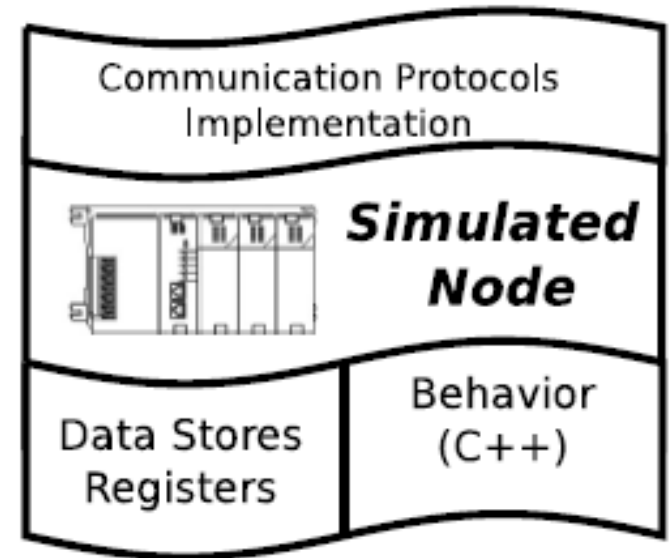 Communication Protocols
Implementation
Simulated
Node
Data Stores
Registers
Behavior
(C++)